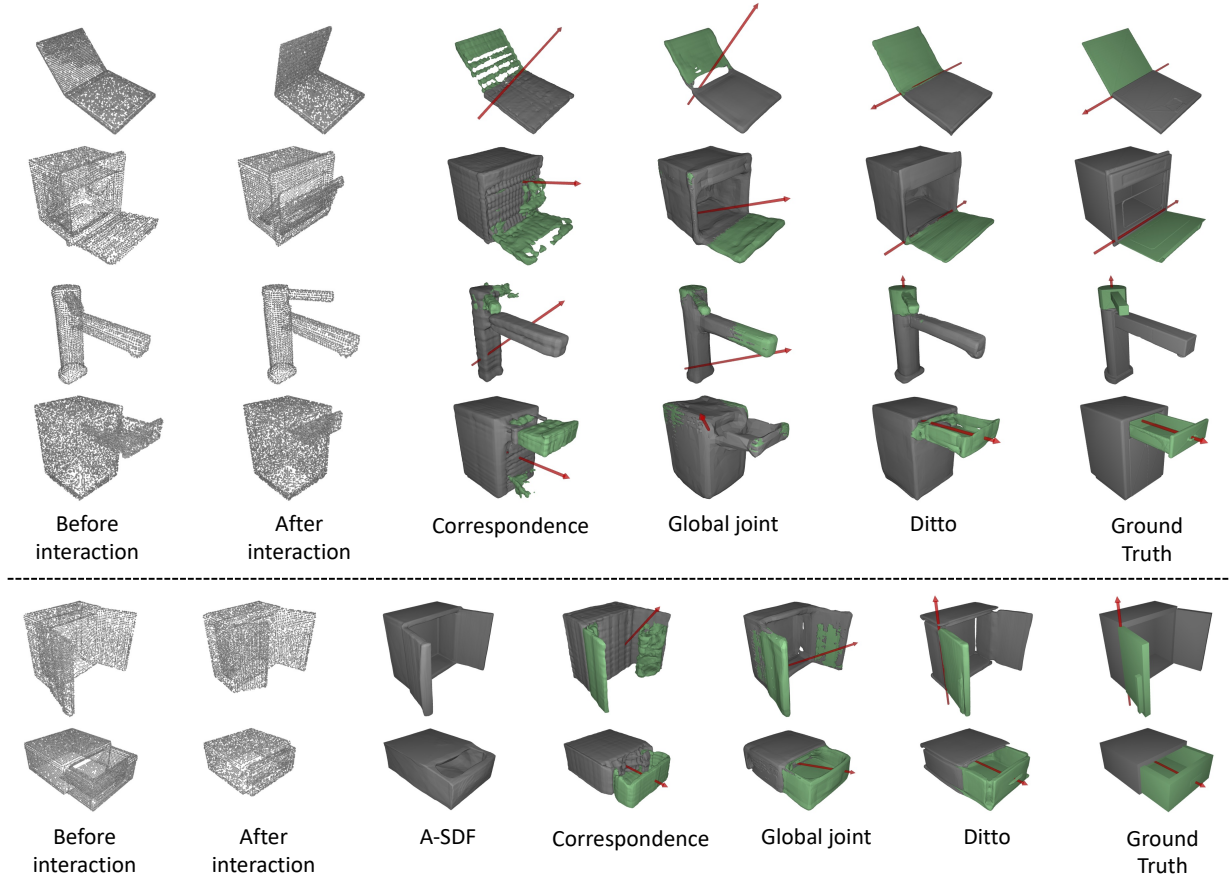 Before
interaction
After
interaction
Correspondence
Global joint
Ditto
Ground
Truth
Before
interaction
After
interaction
A-SDF
Correspondence
Global joint
Ditto
Ground
Truth